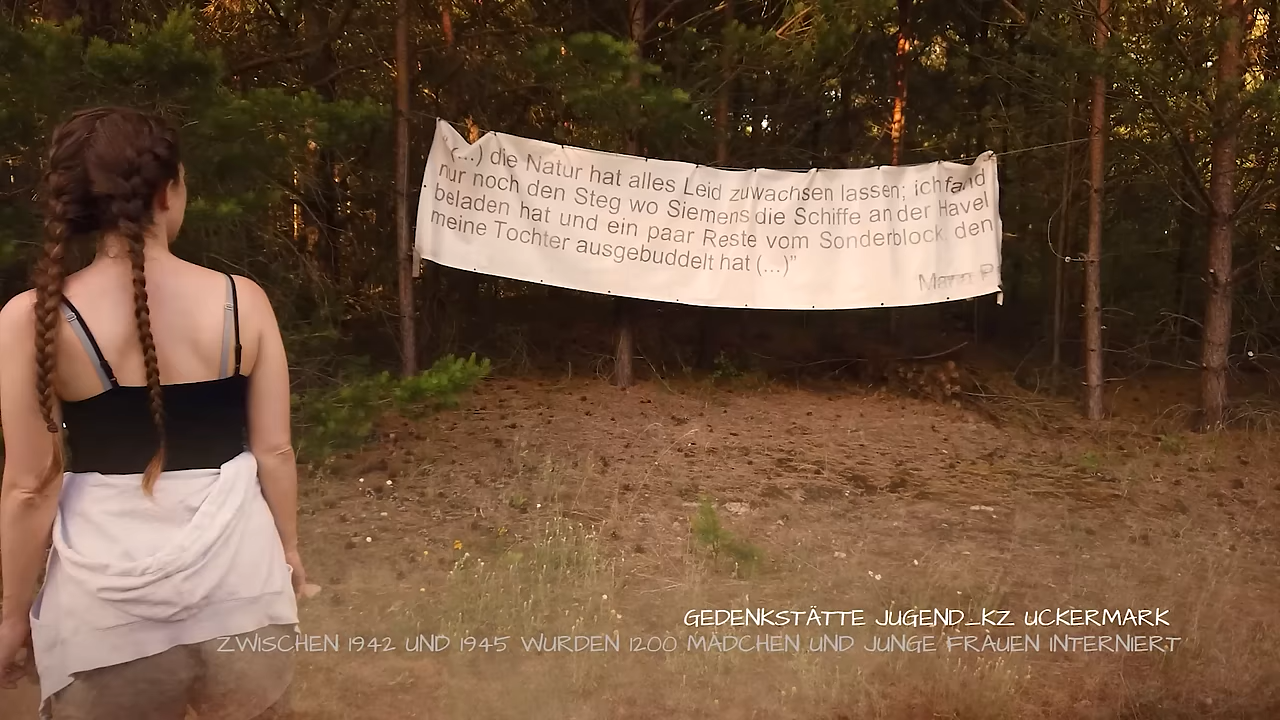 (...) die Natur hat alles Leid zuwachsen lassen; ich fand
nur noch den Steg wo Siemens die Schiffe an der Havel
beladen hat und ein paar Reste vom Sonderblock, den
meine Tochter ausgebuddelt hat (...)"
P
GEDENKSTÄTTE JUGEND_KZ UCKERMARK
ZWISCHEN 1942 UND 1945 WURDEN 1200 MÄDCHEN UND JUNGE FRAUEN INTERNIERT